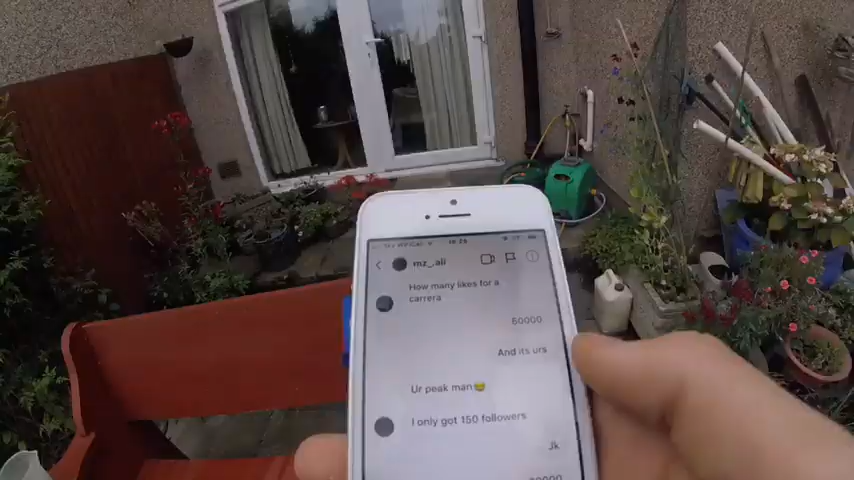 mz_.ali
How many likes for a
carrera
60000
And its urs
Ur peak man😂
I only got 150 followers
Jk